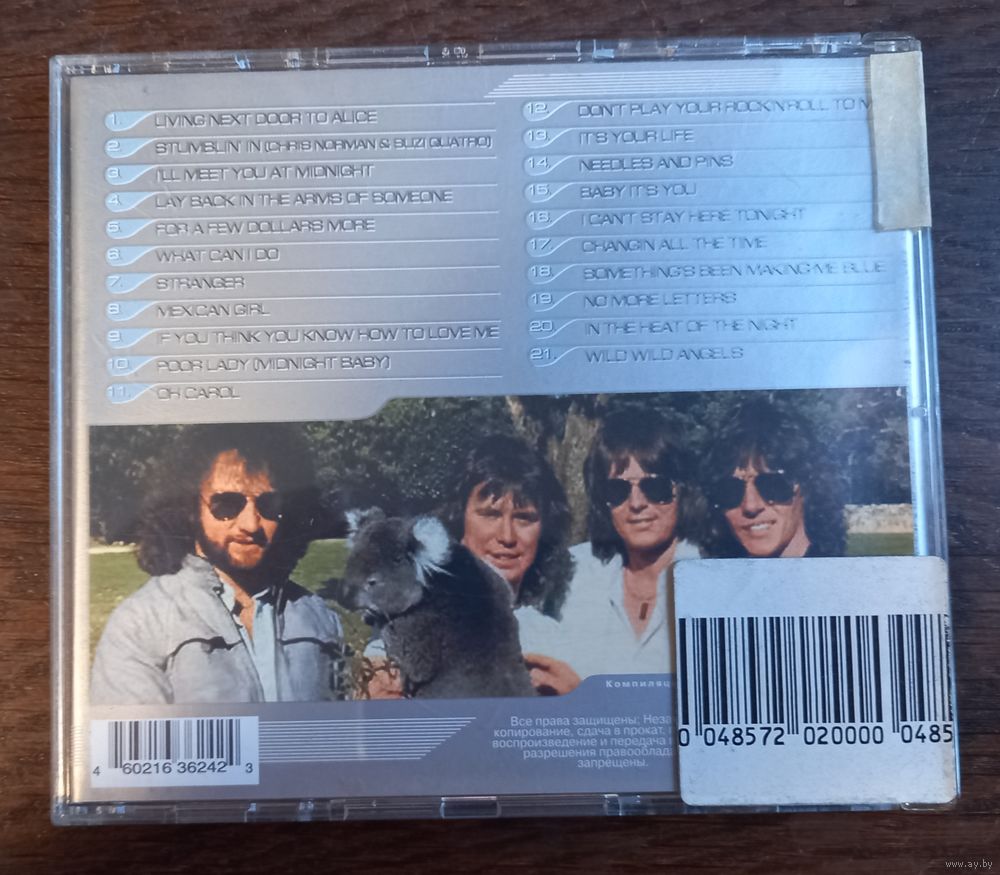 1. LIVING NEXT DOOR TO ALICE
2. STUMBLIN' IN (CHRIS NORMAN & SUZI QUATRO)
3. I'LL MEET YOU AT MIDNIGHT
4. LAY BACK IN THE ARMS OF SOMEONE
5. FOR A FEW DOLLARS MORE
6. WHAT CAN I DO
7. STRANGER
8. MEXICAN GIRL
9. IF YOU THINK YOU KNOW HOW TO LOVE ME
10. POOR LADY (MIDNIGHT BABY)
11. OH CAROL
12. DON'T PLAY YOUR ROCK'N'ROLL TO M
13. IT'S YOUR LIFE
14. NEEDLES AND PINS
15. BABY IT'S YOU
16. I CAN'T STAY HERE TONIGHT
17. CHANGIN ALL THE TIME
18. SOMETHING'S BEEN MAKING ME BLUE
19. NO MORE LETTERS
20. IN THE HEAT OF THE NIGHT
21. WILD WILD ANGELS
Компиляц
Все права защищены; Неза
копирование, сдача в прокат,
воспроизведение и передача
разрешения правооблад
запрещены.
4 60216 36242 3
0 048572 020000 0485
www.ay.by